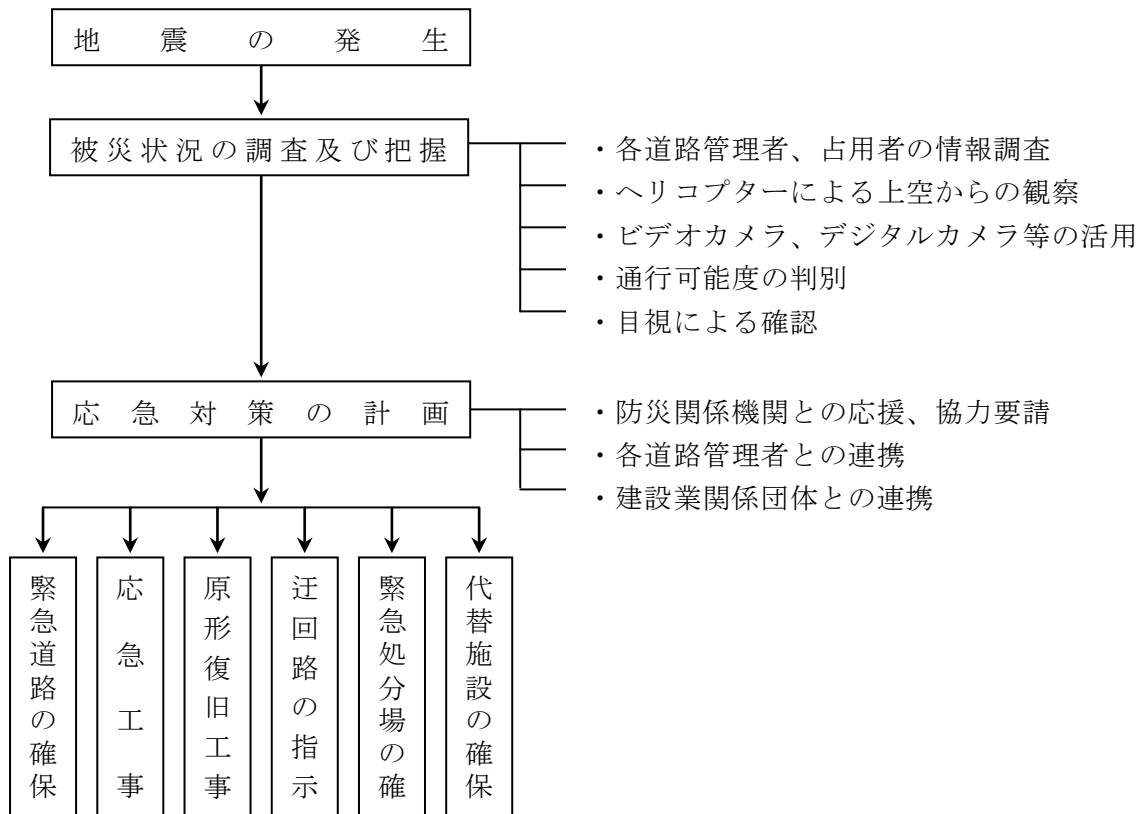 地震の発生
被災状況の調査及び把握
・各道路管理者、占用者の情報調査
・ヘリコプターによる上空からの観察
・ビデオカメラ、デジタルカメラ等の活用
・通行可能度の判別
・目視による確認
応急対策の計画
・防災関係機関との応援、協力要請
・各道路管理者との連携
・建設業関係団体との連携
緊急道路の確保
応急工事
原形復旧工事
迂回路の指示
緊急処分場の確
代替施設の確保